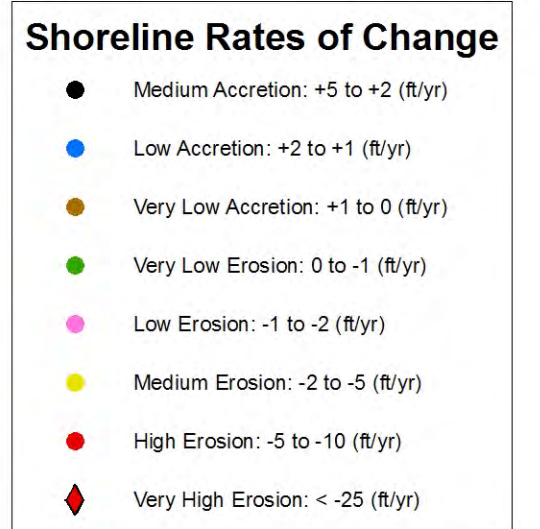 Shoreline Rates of Change
Medium Accretion: +5 to +2 (ft/yr)
Low Accretion: +2 to +1 (ft/yr)
Very Low Accretion: +1 to 0 (ft/yr)
Very Low Erosion: 0 to -1 (ft/yr)
Low Erosion: -1 to -2 (ft/yr)
Medium Erosion: -2 to -5 (ft/yr)
High Erosion: -5 to -10 (ft/yr)
Very High Erosion: < -25 (ft/yr)